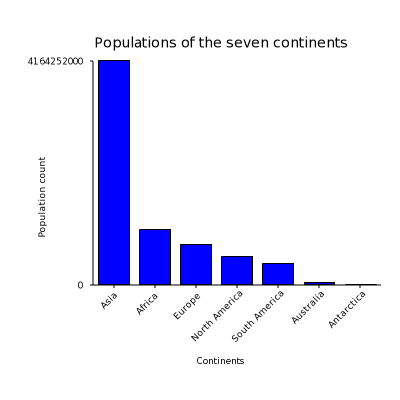 Populations of the seven continents
4164252000
Population count
0
Asia
Africa
Europe
North America
South America
Australia
Antarctica
Continents